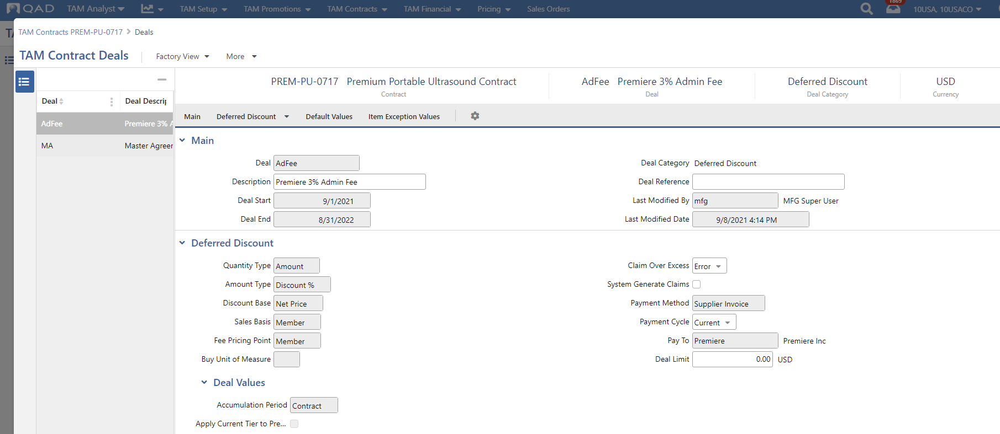 QAD TAM Analyst TAM Setup TAM Promotions TAM Contracts TAM Financial Pricing Sales Orders 1869 10USA, 10USACO
TAM Contracts PREM-PU-0717 > Deals
TAM Contract Deals Factory View More
PREM-PU-0717 Premium Portable Ultrasound Contract AdFee Premiere 3% Admin Fee Deferred Discount USD
Contract Deal Deal Category Currency
Deal Deal Descrip
Main Deferred Discount Default Values Item Exception Values
AdFee Premiere 3% A
MA Master Agreer
Main
Deal AdFee Deal Category Deferred Discount
Description Premiere 3% Admin Fee Deal Reference
Deal Start 9/1/2021 Last Modified By mfg MFG Super User
Deal End 8/31/2022 Last Modified Date 9/8/2021 4:14 PM
Deferred Discount
Quantity Type Amount Claim Over Excess Error
Amount Type Discount % System Generate Claims
Discount Base Net Price Payment Method Supplier Invoice
Sales Basis Member Payment Cycle Current
Fee Pricing Point Member Pay To Premiere Premiere Inc
Buy Unit of Measure Deal Limit 0.00 USD
Deal Values
Accumulation Period Contract
Apply Current Tier to Pre...